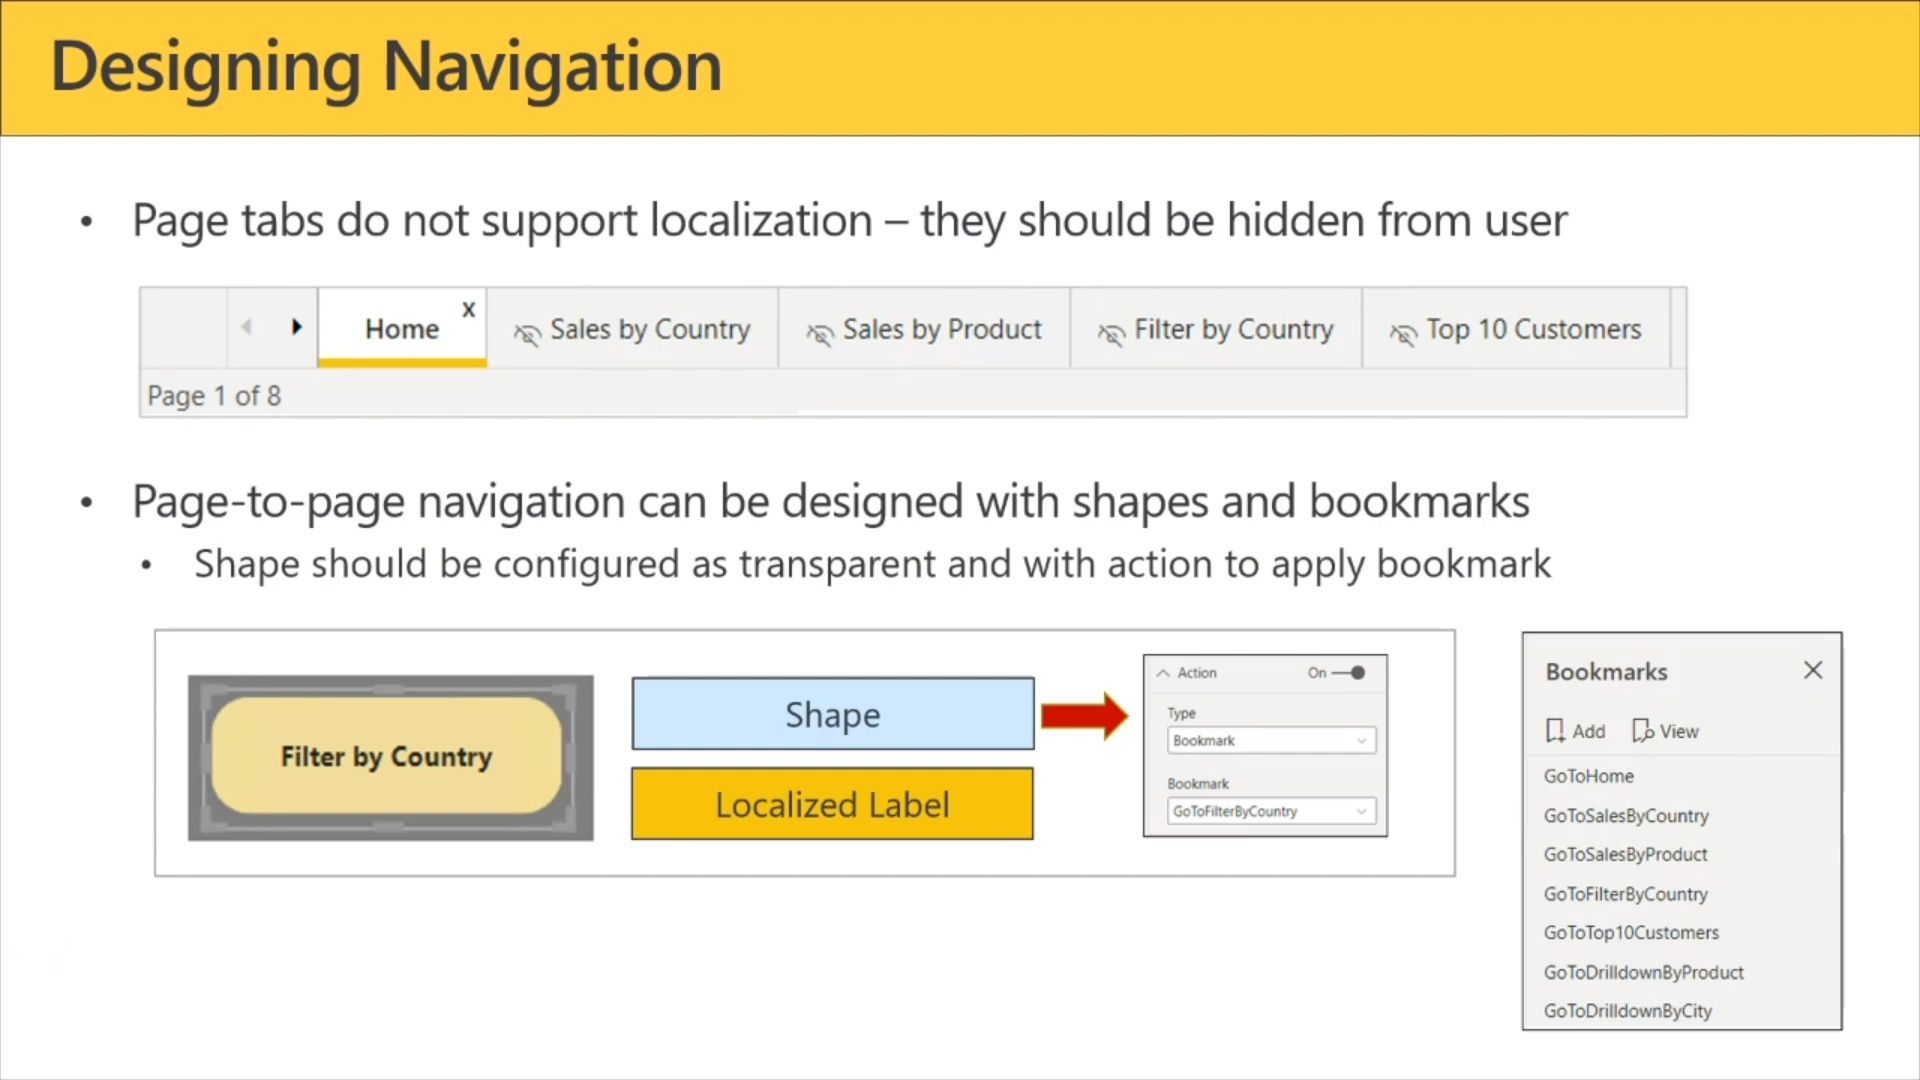 Designing Navigation
• Page tabs do not support localization – they should be hidden from user
Home x Sales by Country Sales by Product Filter by Country Top 10 Customers
Page 1 of 8
• Page-to-page navigation can be designed with shapes and bookmarks
• Shape should be configured as transparent and with action to apply bookmark
Filter by Country
Shape
Localized Label
Action On
Type
Bookmark
Bookmark
GoToFilterByCountry
Bookmarks
Add View
GoToHome
GoToSalesByCountry
GoToSalesByProduct
GoToFilterByCountry
GoToTop10Customers
GoToDrilldownByProduct
GoToDrilldownByCity